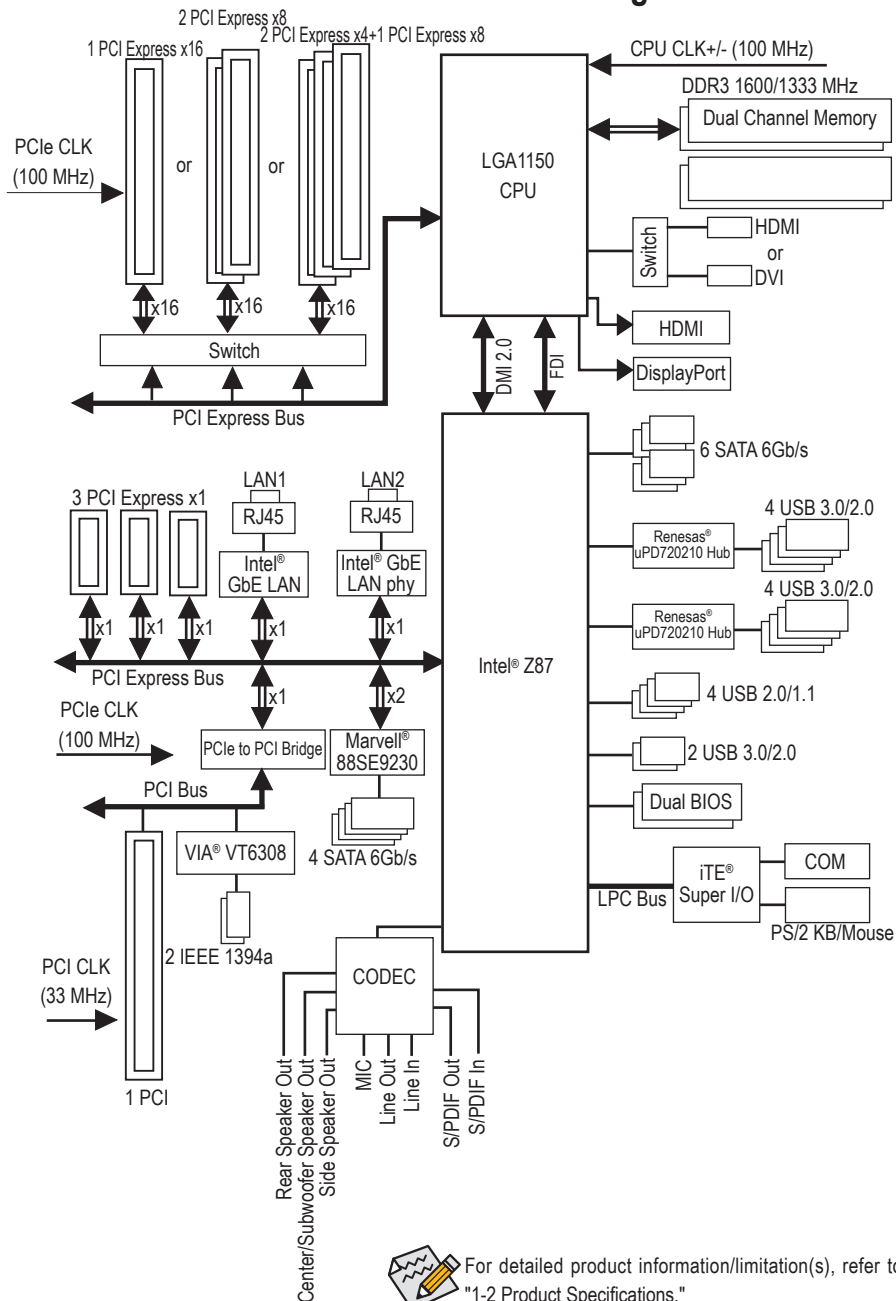 2 PCI Express x8
1 PCI Express x16
2 PCI Express x4+1 PCI Express x8
CPU CLK+/- (100 MHz)
DDR3 1600/1333 MHz
Dual Channel Memory
PCIe CLK
(100 MHz)
or
or
LGA1150
CPU
Switch
HDMI
or
DVI
x16
x16
x16
Switch
HDMI
DisplayPort
DMI 2.0
FDI
PCI Express Bus
6 SATA 6Gb/s
LAN1
LAN2
3 PCI Express x1
RJ45
RJ45
4 USB 3.0/2.0
Renesas®
uPD720210 Hub
Intel®
GbE LAN
Intel® GbE
LAN phy
4 USB 3.0/2.0
Renesas®
uPD720210 Hub
x1
x1
x1
x1
x1
PCI Express Bus
Intel® Z87
x1
x2
4 USB 2.0/1.1
PCIe CLK
(100 MHz)
PCIe to PCI Bridge
Marvell®
88SE9230
2 USB 3.0/2.0
PCI Bus
Dual BIOS
VIA® VT6308
4 SATA 6Gb/s
iTE®
Super I/O
COM
LPC Bus
PS/2 KB/Mouse
2 IEEE 1394a
PCI CLK
(33 MHz)
CODEC
1 PCI
Rear Speaker Out
Center/Subwoofer Speaker Out
Side Speaker Out
MIC
Line Out
Line In
S/PDIF Out
S/PDIF In
For detailed product information/limitation(s), refer to
"1-2 Product Specifications."